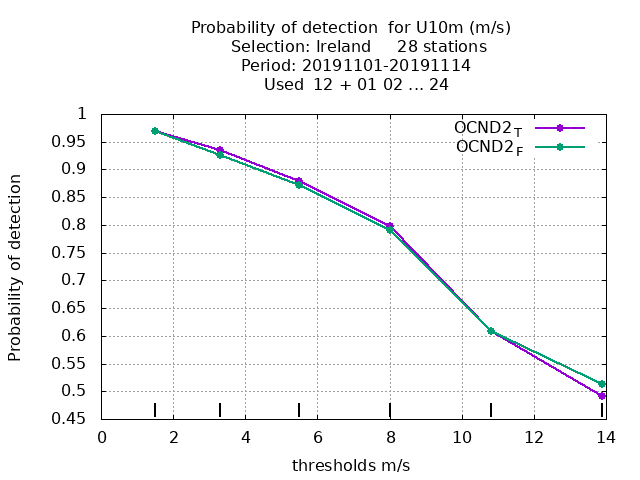 Probability of detection  for U10m (m/s)
Selection: Ireland     28 stations
Period: 20191101-20191114
Used  12 + 01 02 ... 24
OCND2T
OCND2F
Probability of detection
1
0.95
0.9
0.85
0.8
0.75
0.7
0.65
0.6
0.55
0.5
0.45
0 2 4 6 8 10 12 14
thresholds m/s